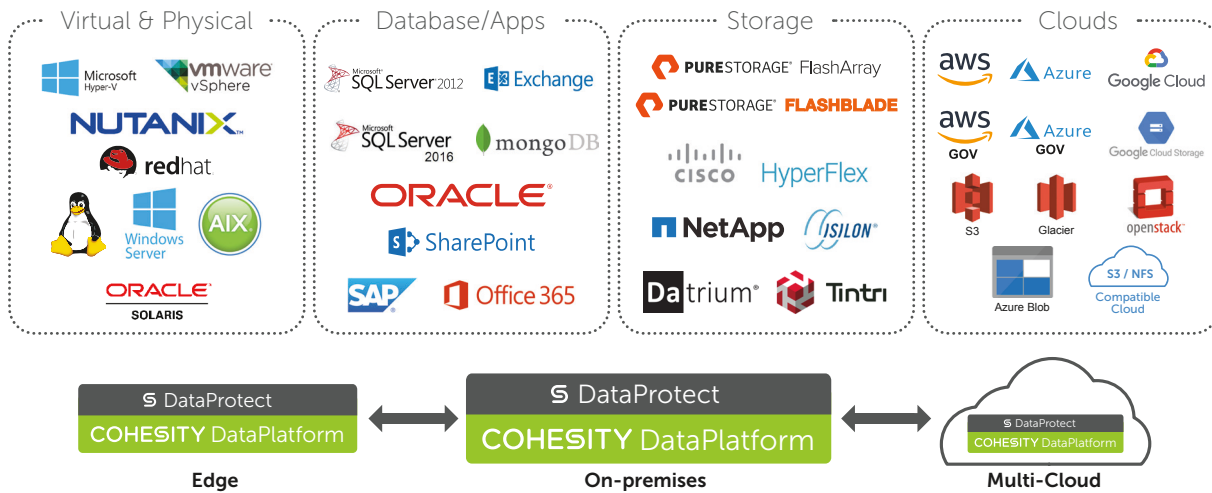 Virtual & Physical
Microsoft
Hyper-V
vmware®
vSphere
NUTANIX™
redhat.
Windows
Server
AIX®
ORACLE®
SOLARIS
Database/Apps
Microsoft®
SQL Server® 2012
Exchange
Microsoft
SQL Server
2016
mongoDB
ORACLE®
SharePoint
SAP
Office 365
Storage
PURESTORAGE® FlashArray
PURESTORAGE® FLASHBLADE
CISCO
HyperFlex
NetApp
ISILON®
Datrium®
Tintri
Clouds
aws
Azure
Google Cloud
aws
GOV
Azure
GOV
Google Cloud Storage
S3
Glacier
openstack™
Azure Blob
S3 / NFS
Compatible
Cloud
DataProtect
COHESITY DataPlatform
Edge
DataProtect
COHESITY DataPlatform
On-premises
DataProtect
COHESITY DataPlatform
Multi-Cloud